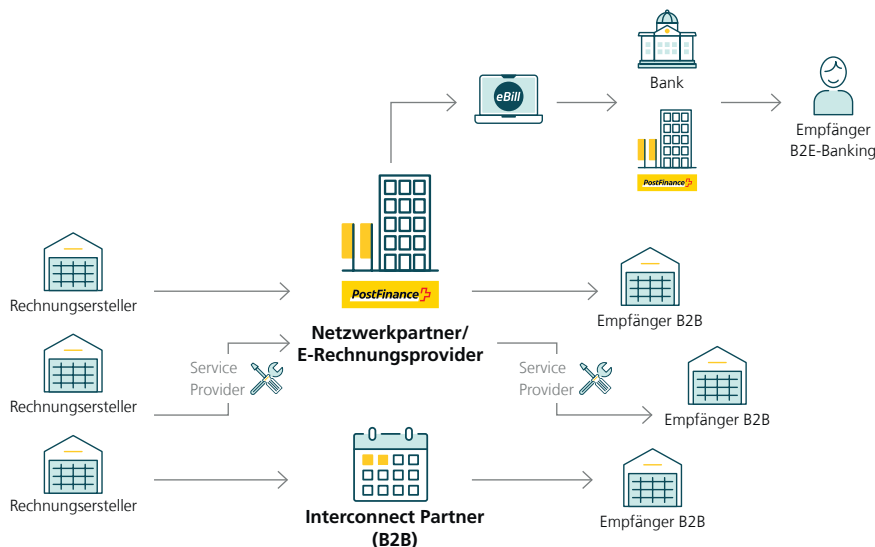 eBill
Bank
Empfänger
B2E-Banking
PostFinance
Rechnungsersteller
PostFinance
Empfänger B2B
Netzwerkpartner/
E-Rechnungsprovider
Rechnungsersteller
Service
Provider
Service
Provider
Empfänger B2B
Rechnungsersteller
Interconnect Partner
(B2B)
Empfänger B2B